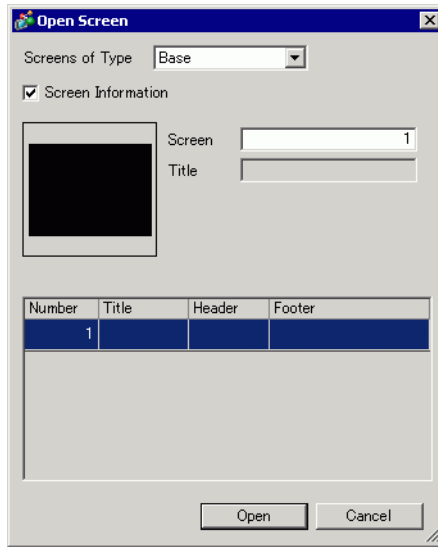 Open Screen
Screens of Type Base
Screen Information
Screen 1
Title
Number Title Header Footer
1
Open Cancel